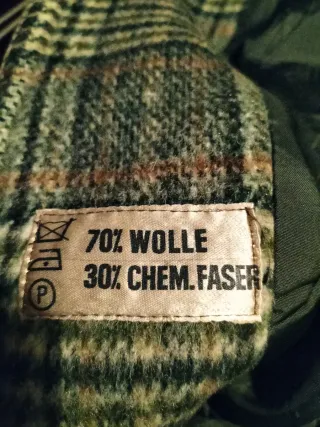 70% WOLLE
30% CHEM.FASER
P